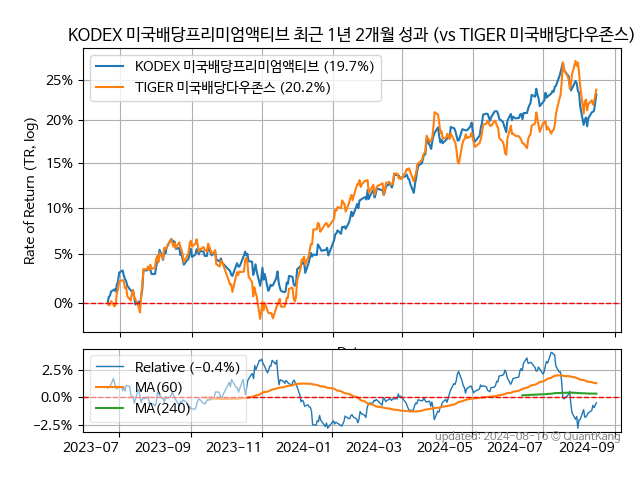 KODEX 미국배당프리미엄액티브 최근 1년 2개월 성과 (vs TIGER 미국배당다우존스)
KODEX 미국배당프리미엄액티브 (19.7%)
TIGER 미국배당다우존스 (20.2%)
Rate of Return (TR, log)
25%
20%
15%
10%
5%
0%
Relative (−0.4%)
MA(60)
MA(240)
2.5%
0.0%
−2.5%
updated: 2024-08-16 © QuantKang
2023−07
2023−09
2023−11
2024−01
2024−03
2024−05
2024−07
2024−09